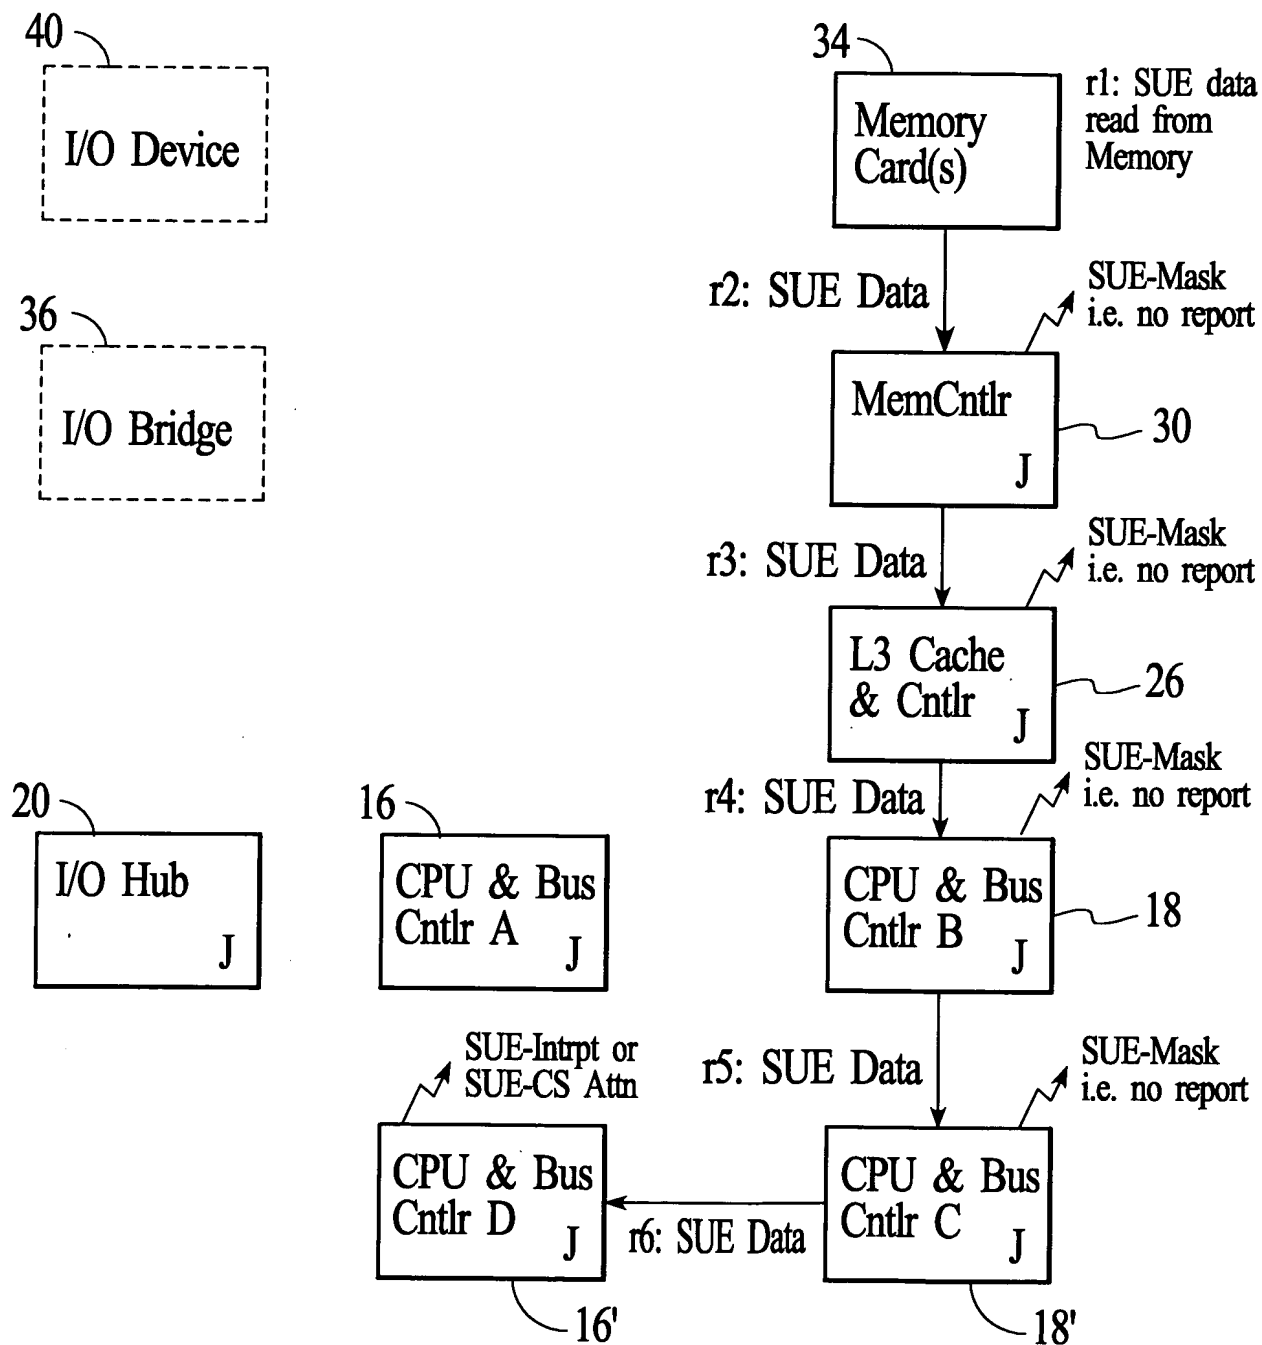 40
I/O Device
34
Memory
Card(s)
r1: SUE data
read from
Memory
r2: SUE Data
SUE-Mask
i.e. no report
36
I/O Bridge
MemCntlr
J
30
r3: SUE Data
SUE-Mask
i.e. no report
L3 Cache
& Cntlr
J
26
r4: SUE Data
SUE-Mask
i.e. no report
20
I/O Hub
J
16
CPU & Bus
Cntlr A
J
CPU & Bus
Cntlr B
J
18
SUE-Intrpt or
SUE-CS Attn
r5: SUE Data
SUE-Mask
i.e. no report
CPU & Bus
Cntlr D
J
r6: SUE Data
CPU & Bus
Cntlr C
J
16'
18'